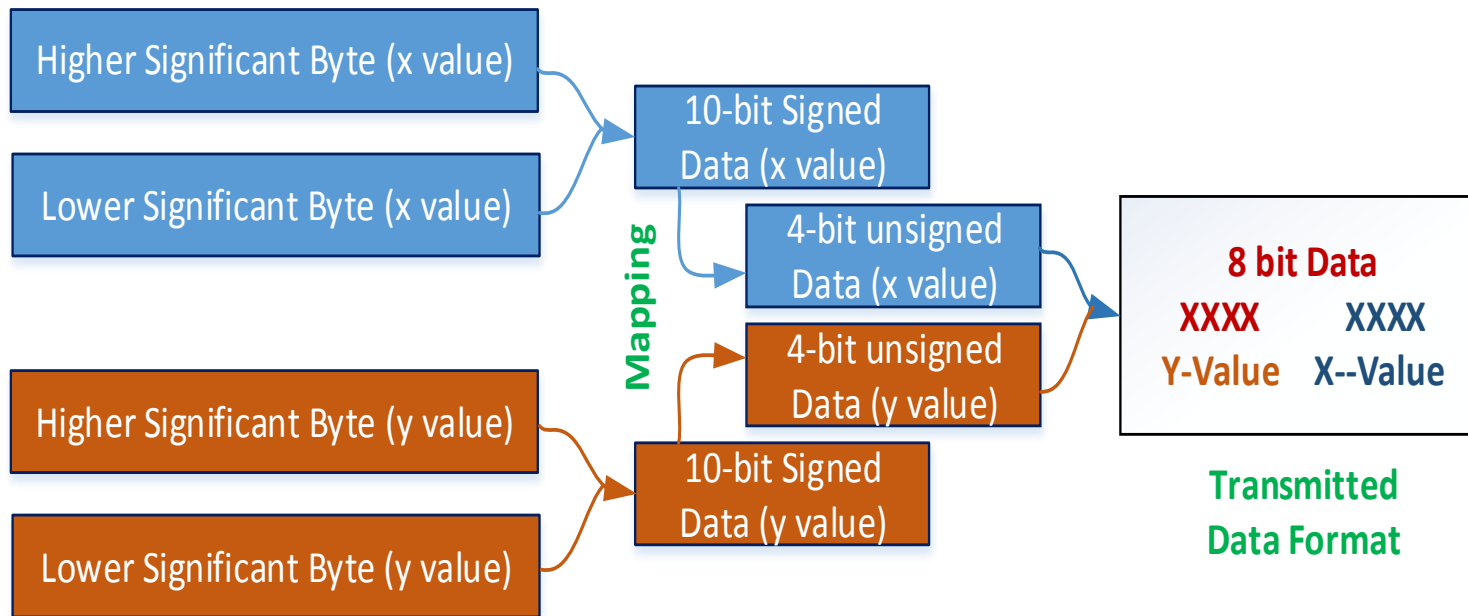 Higher Significant Byte (x value)
Lower Significant Byte (x value)
10-bit Signed
Data (x value)
Mapping
4-bit unsigned
Data (x value)
4-bit unsigned
Data (y value)
Higher Significant Byte (y value)
Lower Significant Byte (y value)
10-bit Signed
Data (y value)
8 bit Data
XXXX XXXX
Y-Value X--Value
Transmitted
Data Format